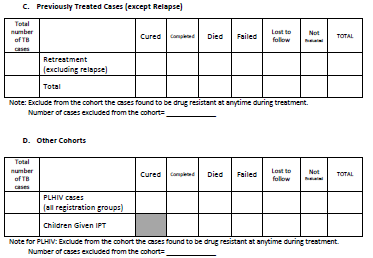 C. Previously Treated Cases (except Relapse)
Total number of TB cases Cured Completed Died Failed Lost to follow Not Evaluated TOTAL
Retreatment
(excluding relapse)
Total
Note: Exclude from the cohort the cases found to be drug resistant at anytime during treatment.
Number of cases excluded from the cohort= ____________
D. Other Cohorts
Total number of TB cases Cured Completed Died Failed Lost to follow Not Evaluated TOTAL
PLHIV cases
(all registration groups)
Children Given IPT
Note for PLHIV: Exclude from the cohort the cases found to be drug resistant at anytime during treatment.
Number of cases excluded from the cohort= ____________